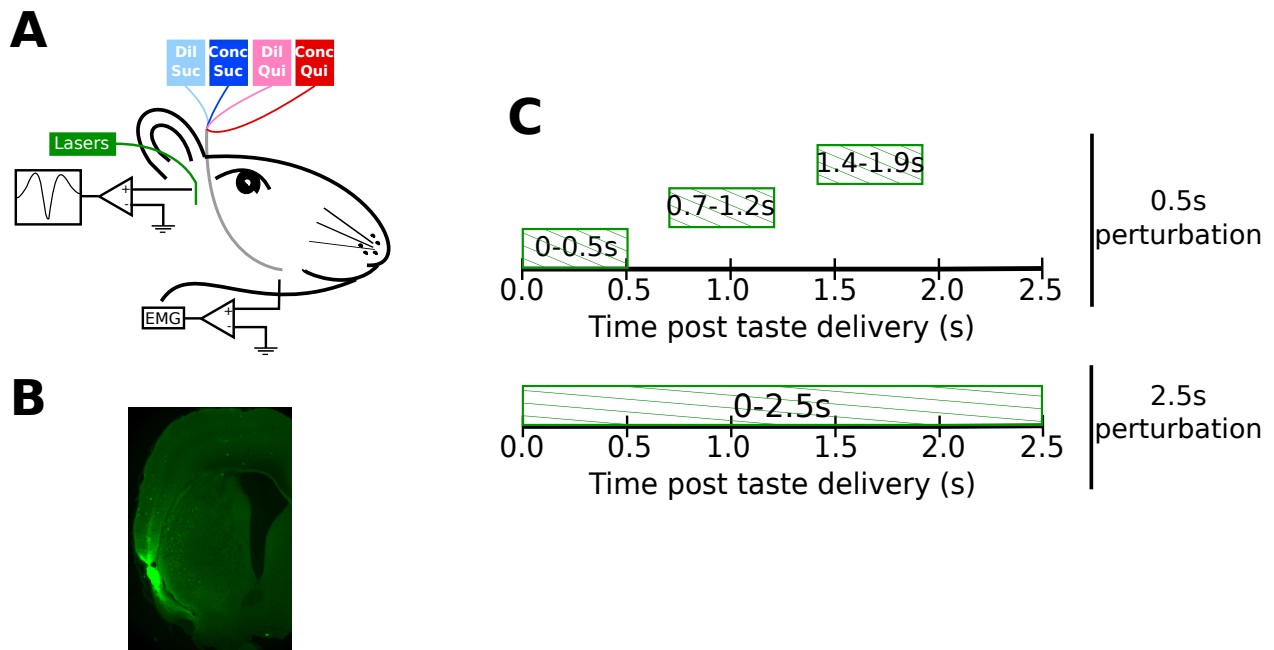 A
Dil
Suc
Conc
Suc
Dil
Qui
Conc
Qui
Lasers
+
-
EMG
+
-
B
C
1.4-1.9s
0.7-1.2s
0-0.5s
0.0 0.5 1.0 1.5 2.0 2.5
Time post taste delivery (s)
0.5s
perturbation
0-2.5s
0.0 0.5 1.0 1.5 2.0 2.5
Time post taste delivery (s)
2.5s
perturbation